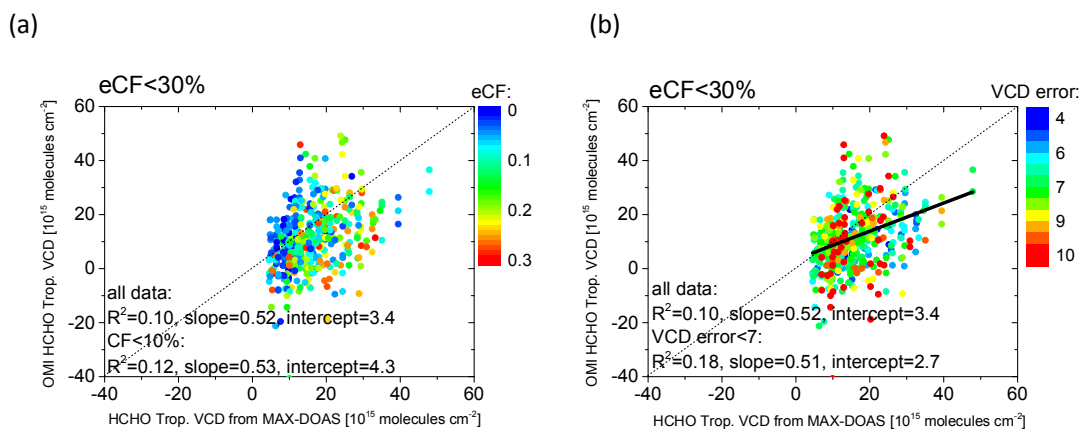 (a)
(b)
eCF<30%
eCF:
60
40
20
0
-20
-40
-40
-20
0
20
40
60
0
0.1
0.2
0.3
OMI HCHO Trop. VCD [10¹⁵ molecules cm⁻²]
all data:
R²=0.10, slope=0.52, intercept=3.4
CF<10%:
R²=0.12, slope=0.53, intercept=4.3
HCHO Trop. VCD from MAX-DOAS [10¹⁵ molecules cm⁻²]
eCF<30%
VCD error:
60
40
20
0
-20
-40
-40
-20
0
20
40
60
4
6
7
9
10
OMI HCHO Trop. VCD [10¹⁵ molecules cm⁻²]
all data:
R²=0.10, slope=0.52, intercept=3.4
VCD error<7:
R²=0.18, slope=0.51, intercept=2.7
HCHO Trop. VCD from MAX-DOAS [10¹⁵ molecules cm⁻²]